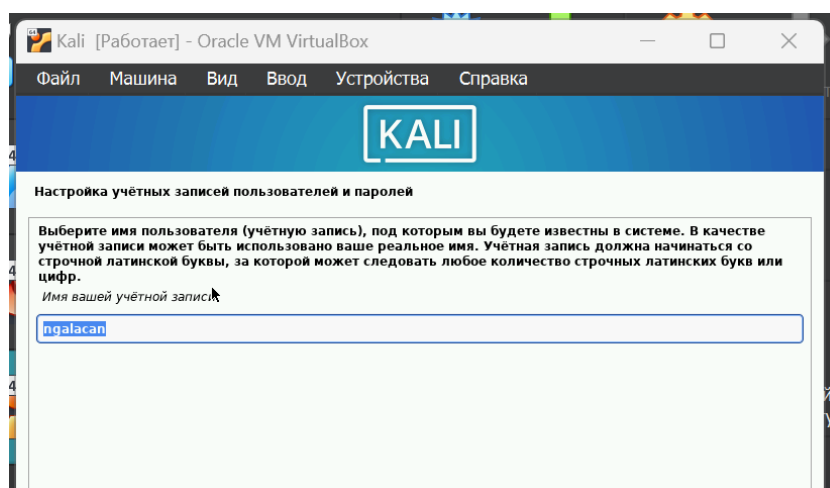 Kali [Работает] - Oracle VM VirtualBox
Файл Машина Вид Ввод Устройства Справка
KALI
Настройка учётных записей пользователей и паролей
Выберите имя пользователя (учётную запись), под которым вы будете известны в системе. В качестве
учётной записи может быть использовано ваше реальное имя. Учётная запись должна начинаться со
строчной латинской буквы, за которой может следовать любое количество строчных латинских букв или
цифр.
Имя вашей учётной записи:
ngalacan